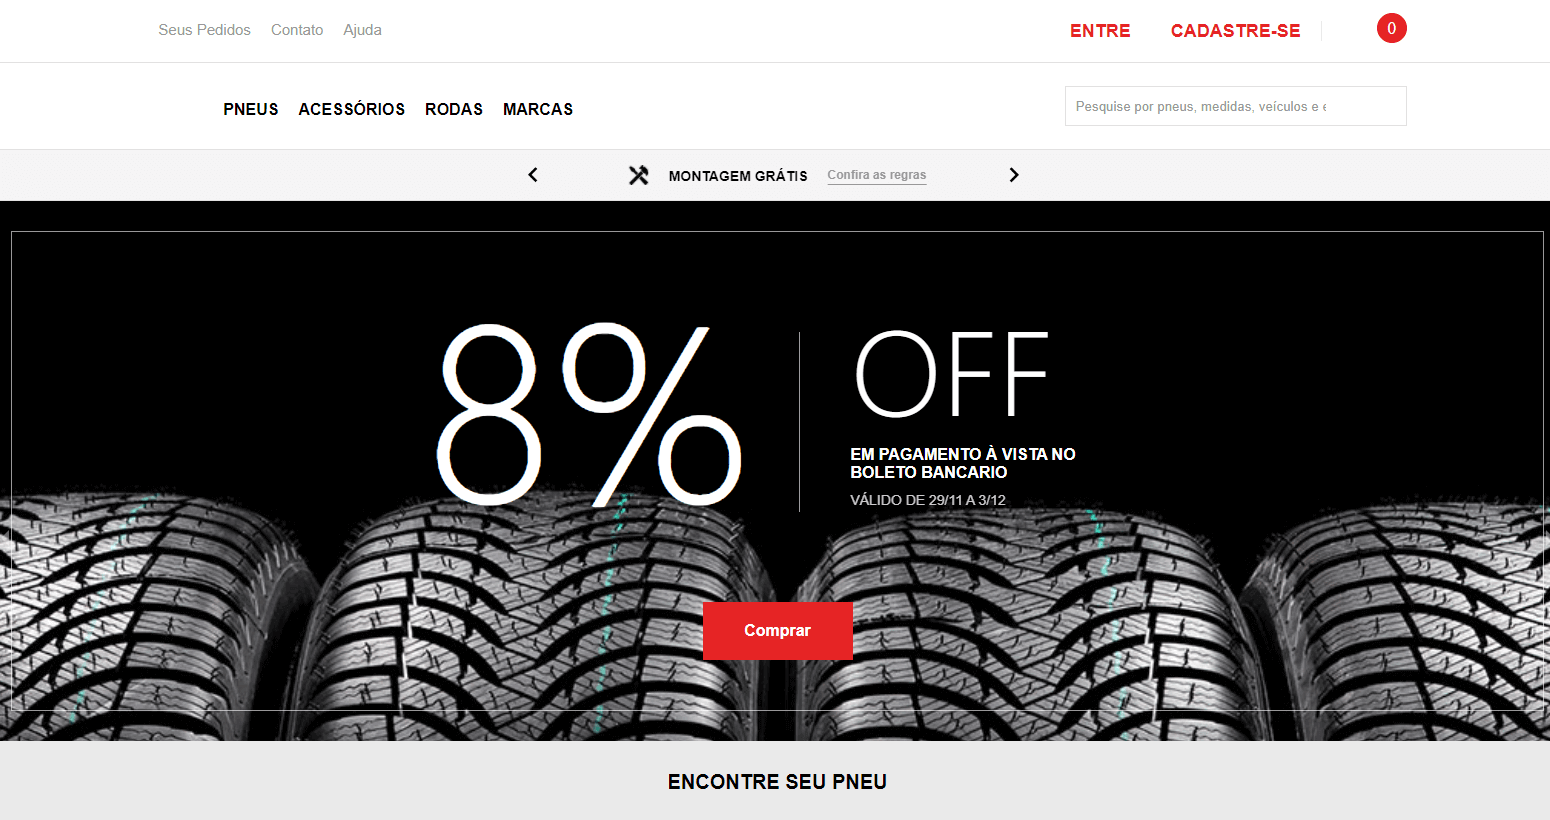 Seus Pedidos Contato Ajuda
ENTRE CADASTRE-SE 0
PNEUS ACESSÓRIOS RODAS MARCAS
Pesquise por pneus, medidas, veículos e e
MONTAGEM GRÁTIS Confira as regras
8% OFF
EM PAGAMENTO À VISTA NO
BOLETO BANCARIO
VÁLIDO DE 29/11 A 3/12
Comprar
ENCONTRE SEU PNEU